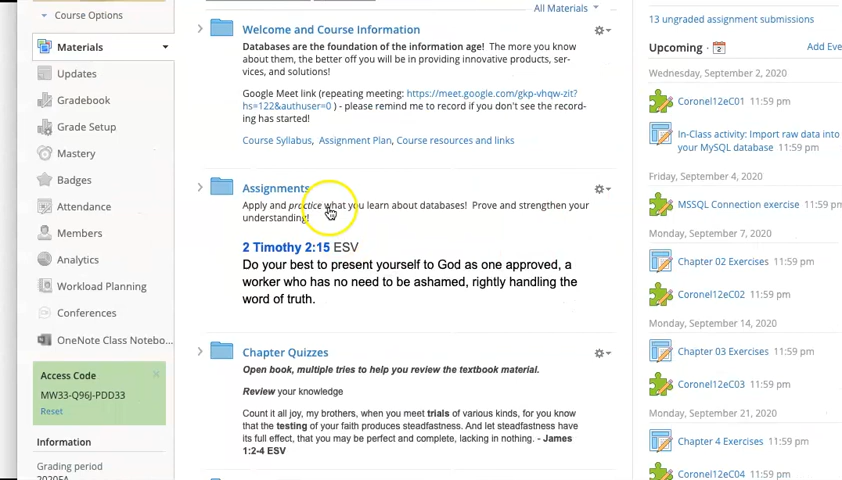 Course Options
Materials
Updates
Gradebook
Grade Setup
Mastery
Badges
Attendance
Members
Analytics
Workload Planning
Conferences
OneNote Class Notebo...
Access Code
MW33-Q96J-PDD33
Reset
Information
Grading period
2020FA
All Materials
Welcome and Course Information
Databases are the foundation of the information age! The more you know
about them, the better off you will be in providing innovative products, ser-
vices, and solutions!
Google Meet link (repeating meeting: https://meet.google.com/gkp-vhqw-zit?
hs=122&authuser=0 ) - please remind me to record if you don't see the record-
ing has started!
Course Syllabus, Assignment Plan, Course resources and links
Assignments
Apply and practice what you learn about databases! Prove and strengthen your
understanding!
2 Timothy 2:15 ESV
Do your best to present yourself to God as one approved, a
worker who has no need to be ashamed, rightly handling the
word of truth.
Chapter Quizzes
Open book, multiple tries to help you review the textbook material.
Review your knowledge
Count it all joy, my brothers, when you meet trials of various kinds, for you know
that the testing of your faith produces steadfastness. And let steadfastness have
its full effect, that you may be perfect and complete, lacking in nothing. - James
1:2-4 ESV
13 ungraded assignment submissions
Upcoming 2 Add Eve
Wednesday, September 2, 2020
Coronel12eC01 11:59 pm
In-Class activity: Import raw data into
your MySQL database 11:59 pm
Friday, September 4, 2020
MSSQL Connection exercise 11:59 pm
Monday, September 7, 2020
Chapter 02 Exercises 11:59 pm
Coronel12eC02 11:59 pm
Monday, September 14, 2020
Chapter 03 Exercises 11:59 pm
Coronel12eC03 11:59 pm
Monday, September 21, 2020
Chapter 4 Exercises 11:59 pm
Coronel12eC04 11:59 pm